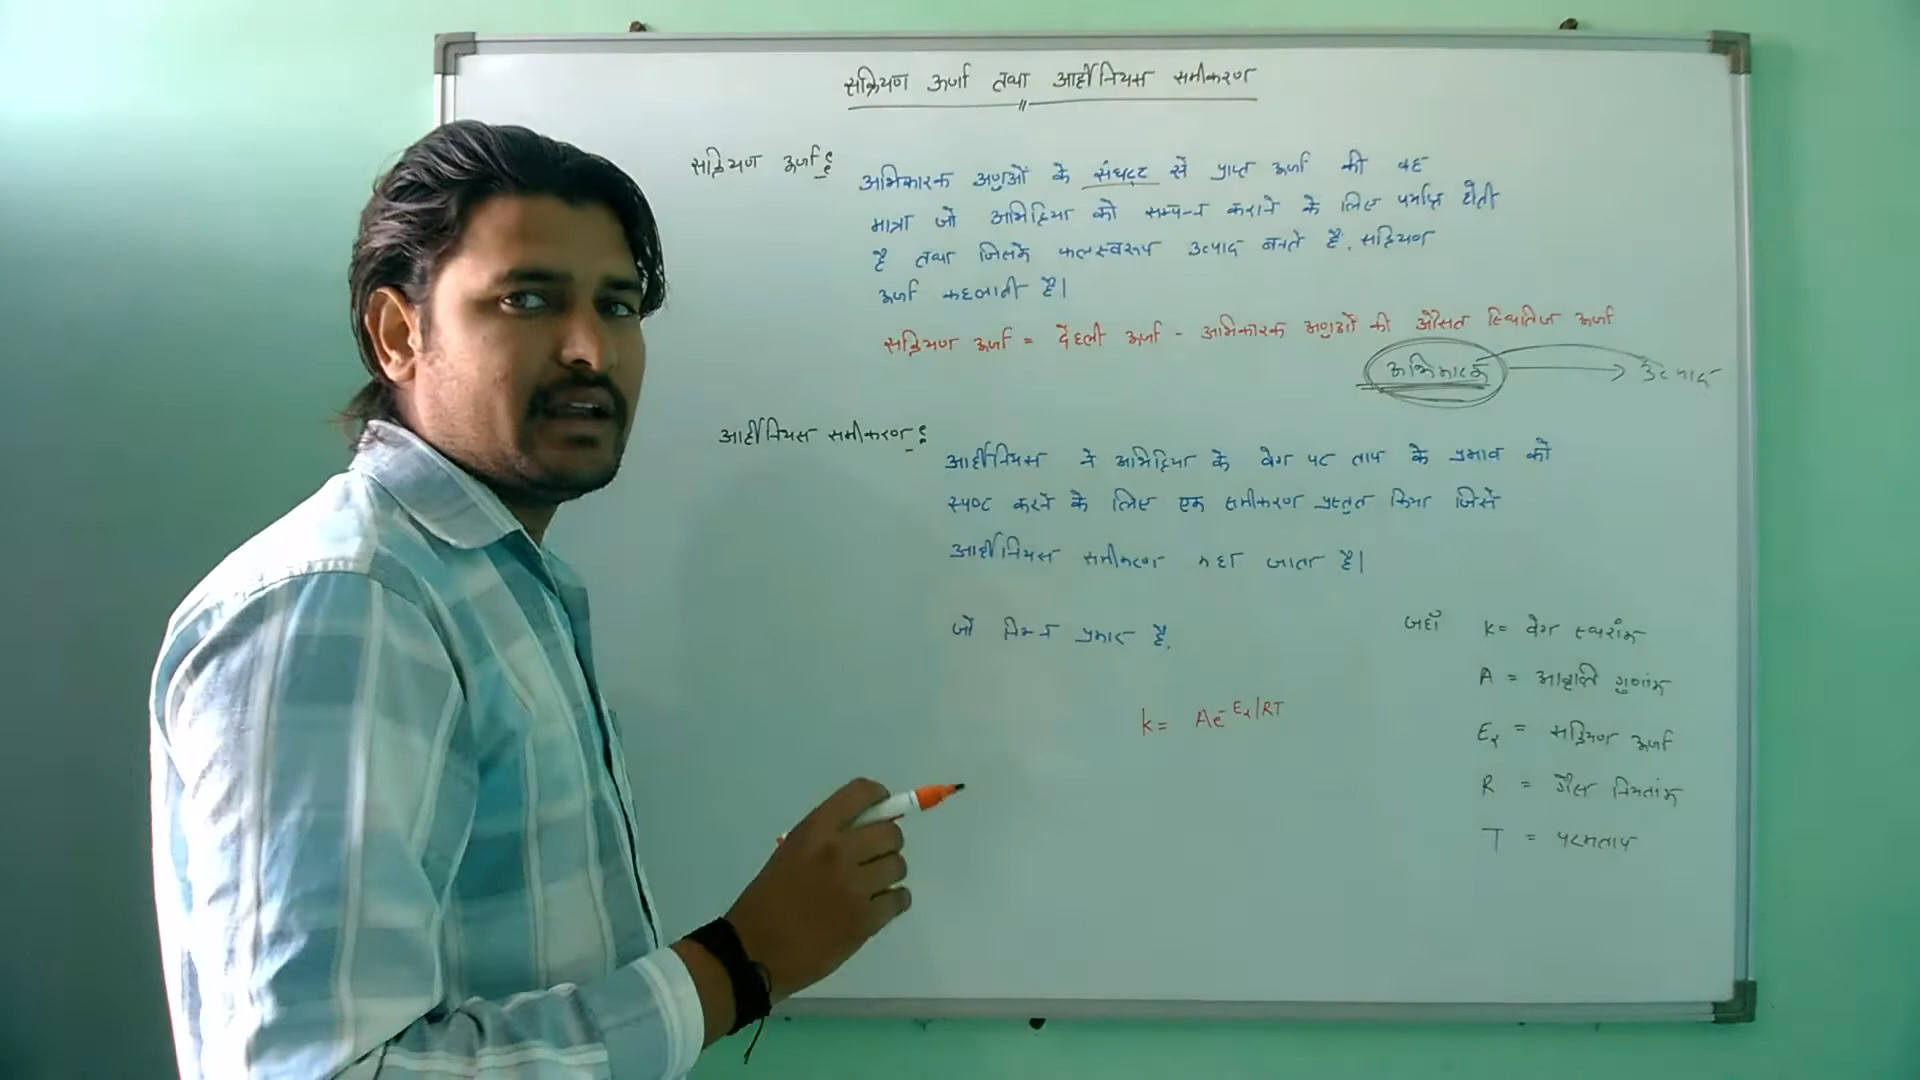 सक्रियण ऊर्जा तथा आर्हीनियस समीकरण
सक्रियण ऊर्जा :
अभिकारक अणुओं के संघट्ट से प्राप्त ऊर्जा की वह
मात्रा जो अभिक्रिया को सम्पन्न कराने के लिए पर्याप्त होती
है तथा जिसके फलस्वरूप उत्पाद बनते हैं, सक्रियण
ऊर्जा कहलाती है।
सक्रियण ऊर्जा = देहली ऊर्जा - अभिकारक अणुओं की औसत स्थितिज ऊर्जा
अभिकारक → उत्पाद
आर्हीनियस समीकरण :
आर्हीनियस ने अभिक्रिया के वेग पर ताप के प्रभाव को
स्पष्ट करने के लिए एक समीकरण प्रस्तुत किया जिसे
आर्हीनियस समीकरण कहा जाता है।
जो निम्न प्रकार है,
k = Ae^-Ea/RT
जहाँ k = वेग स्थिरांक
A = आवृत्ति गुणांक
Ea = सक्रियण ऊर्जा
R = गैस नियतांक
T = परमताप